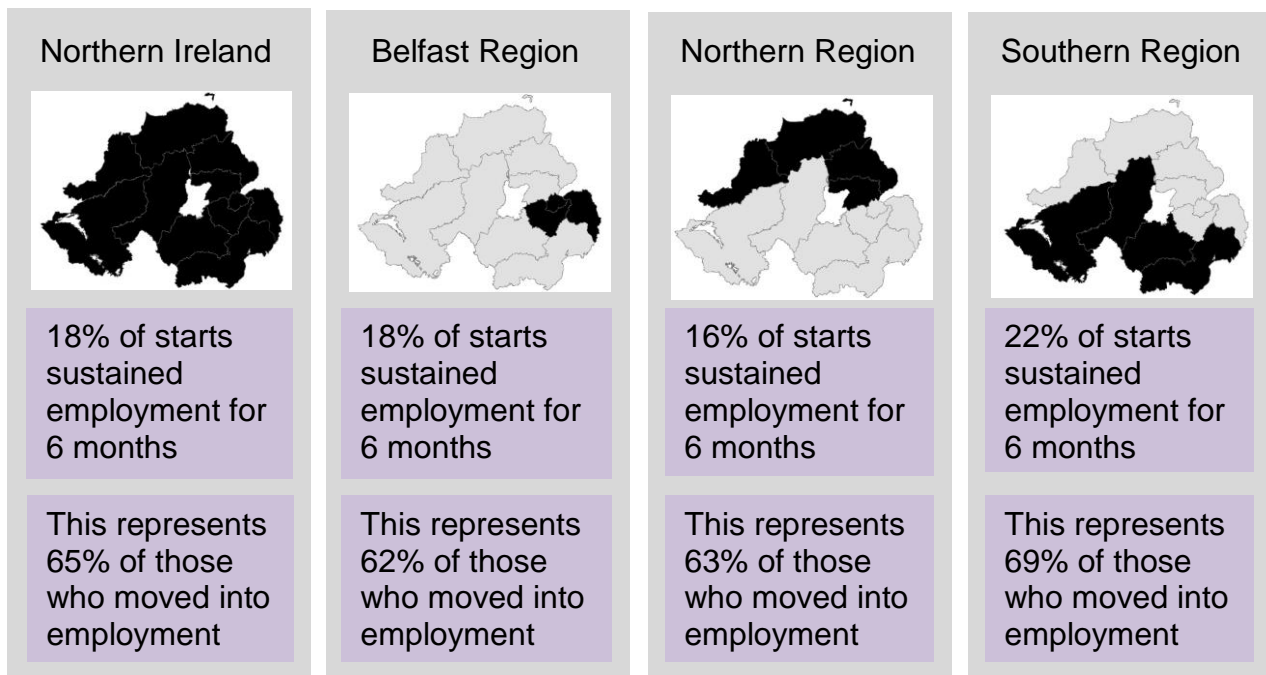 Northern Ireland
18% of starts
sustained
employment for
6 months
This represents
65% of those
who moved into
employment
Belfast Region
18% of starts
sustained
employment for
6 months
This represents
62% of those
who moved into
employment
Northern Region
16% of starts
sustained
employment for
6 months
This represents
63% of those
who moved into
employment
Southern Region
22% of starts
sustained
employment for
6 months
This represents
69% of those
who moved into
employment